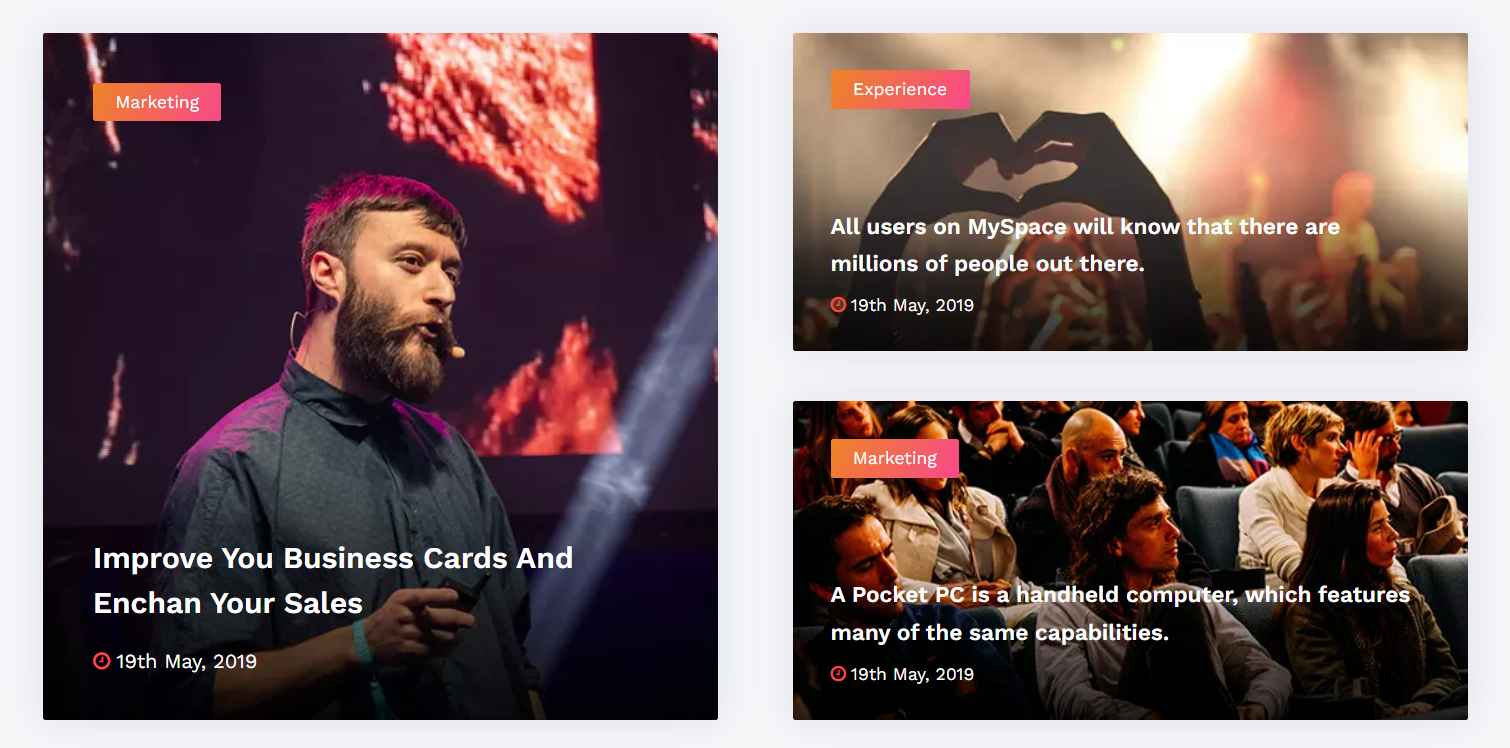 Marketing
Improve You Business Cards And
Enchan Your Sales
19th May, 2019
Experience
All users on MySpace will know that there are
millions of people out there.
19th May, 2019
Marketing
A Pocket PC is a handheld computer, which features
many of the same capabilities.
19th May, 2019